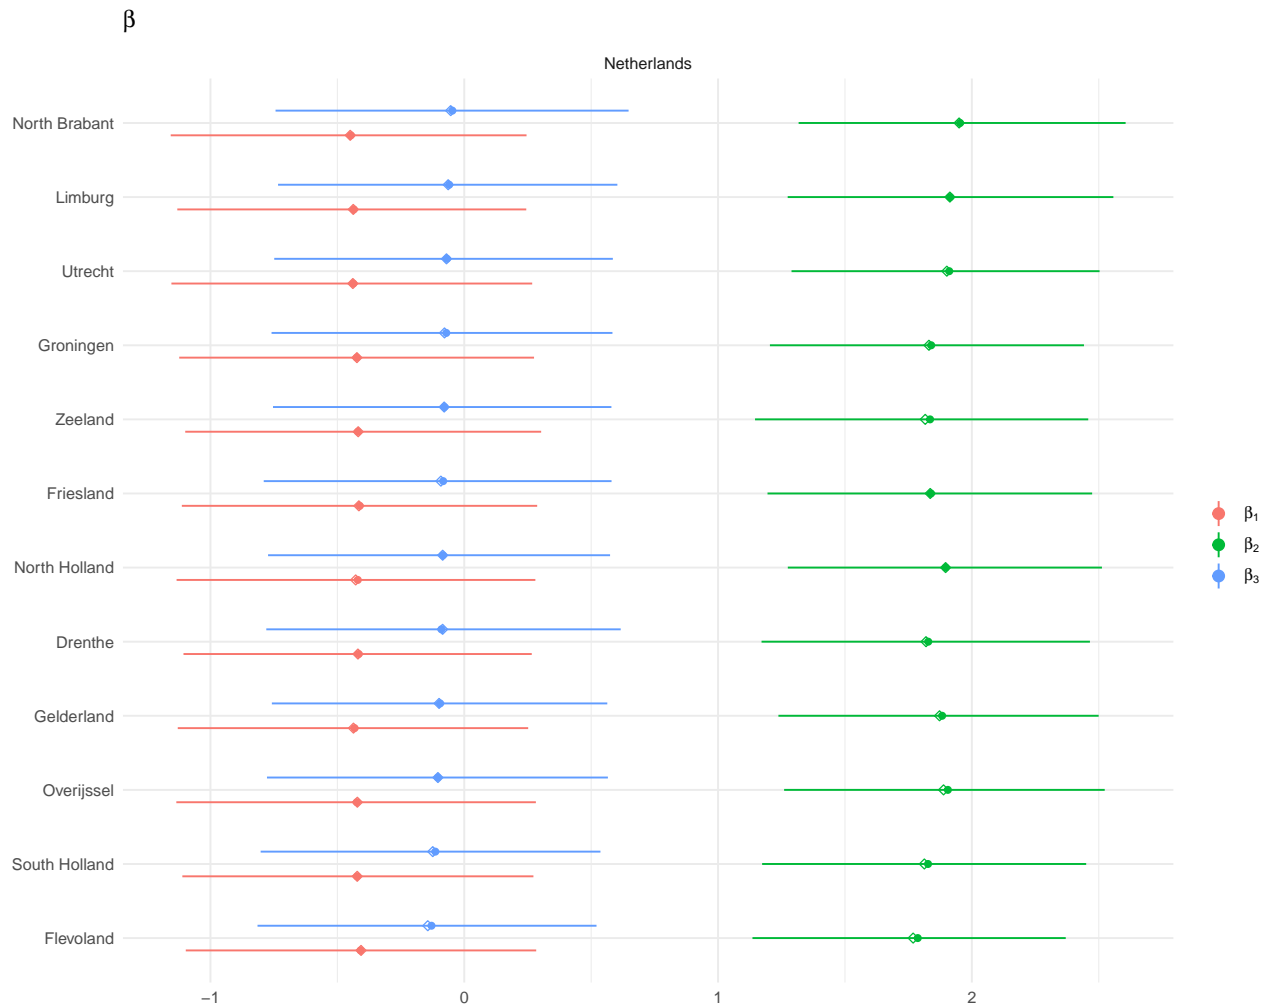 β
Netherlands
North Brabant
Limburg
Utrecht
Groningen
Zeeland
Friesland
North Holland
Drenthe
Gelderland
Overijssel
South Holland
Flevoland
−1 0 1 2
β₁
β₂
β₃